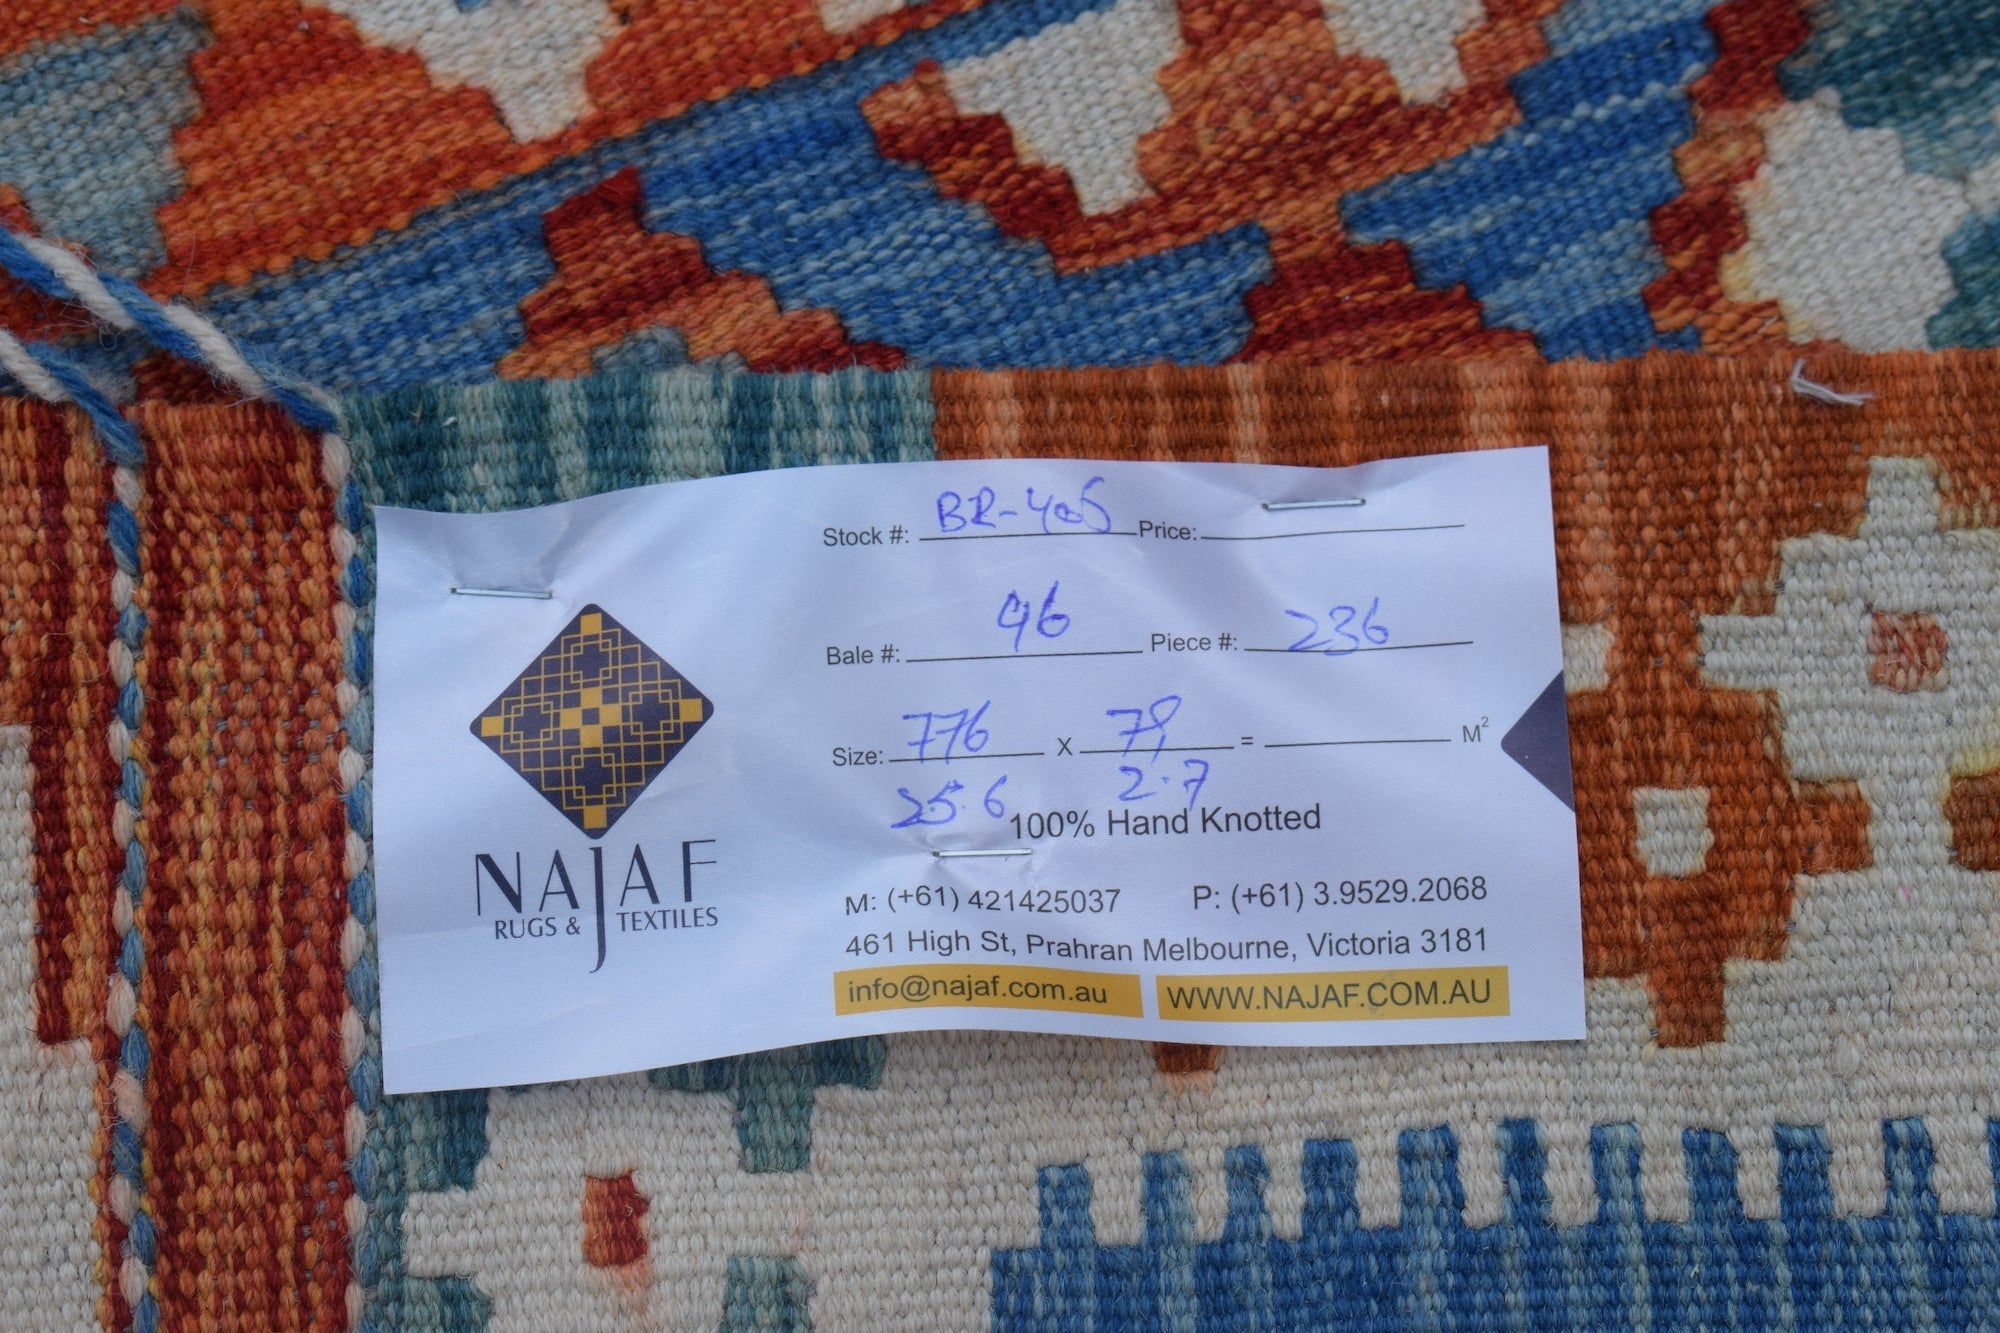 Stock #: BR-405 Price:
Bale #: 96 Piece #: 236
Size: 776 x 79 = M²
25.6 2.7
100% Hand Knotted
NAJAF
RUGS & TEXTILES
M: (+61) 421425037 P: (+61) 3.9529.2068
461 High St, Prahran Melbourne, Victoria 3181
info@najaf.com.au WWW.NAJAF.COM.AU